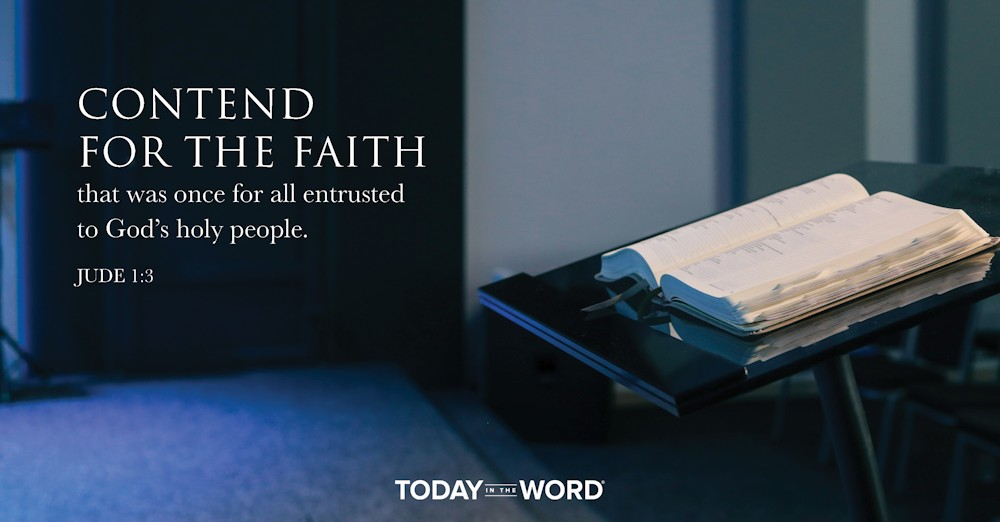 CONTEND
FOR THE FAITH
that was once for all entrusted
to God’s holy people.
JUDE 1:3
TODAY IN THE WORD®